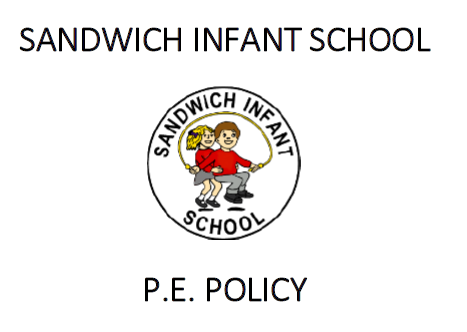 SANDWICH INFANT SCHOOL
SANDWICH INFANT
SCHOOL
P.E. POLICY